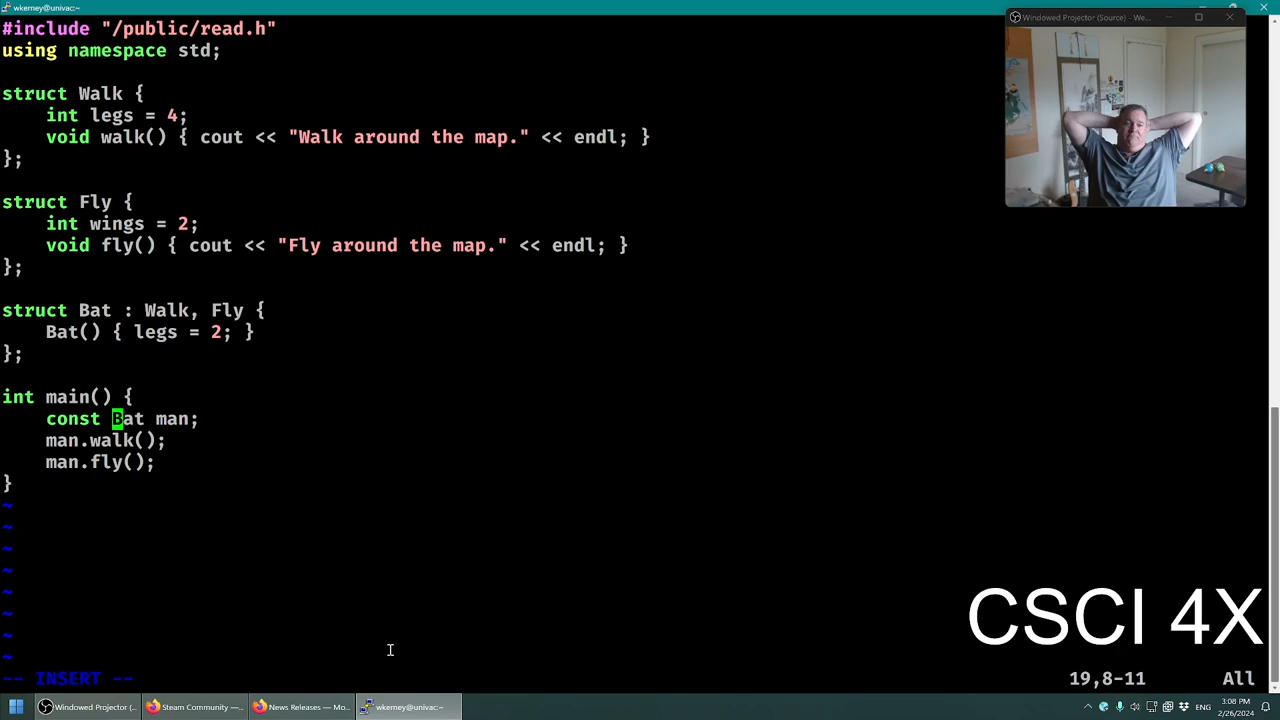 wkerney@univac:~
#include "/public/read.h"
using namespace std;
struct Walk {
    int legs = 4;
    void walk() { cout << "Walk around the map." << endl; }
};
struct Fly {
    int wings = 2;
    void fly() { cout << "Fly around the map." << endl; }
};
struct Bat : Walk, Fly {
    Bat() { legs = 2; }
};
int main() {
    const Bat man;
    man.walk();
    man.fly();
}
~
~
~
~
~
~
~
~
-- INSERT --
19,8-11
All
Windowed Projector (Source) - We...
CSCI 4X
Windowed Projector (...
Steam Community —...
News Releases — Mo...
wkerney@univac:~
3:08 PM
2/26/2024